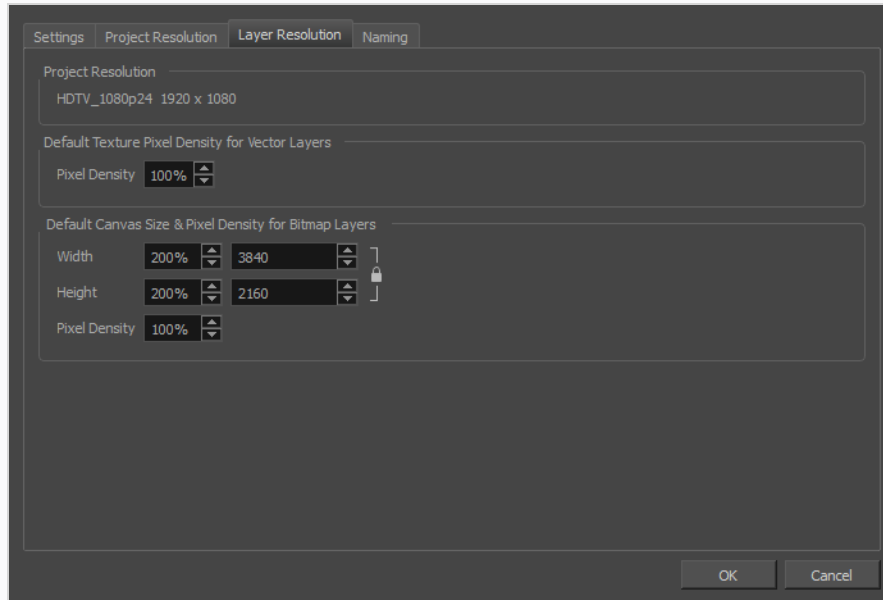 Settings Project Resolution Layer Resolution Naming
Project Resolution
HDTV_1080p24 1920 x 1080
Default Texture Pixel Density for Vector Layers
Pixel Density 100%
Default Canvas Size & Pixel Density for Bitmap Layers
Width 200% 3840
Height 200% 2160
Pixel Density 100%
OK Cancel